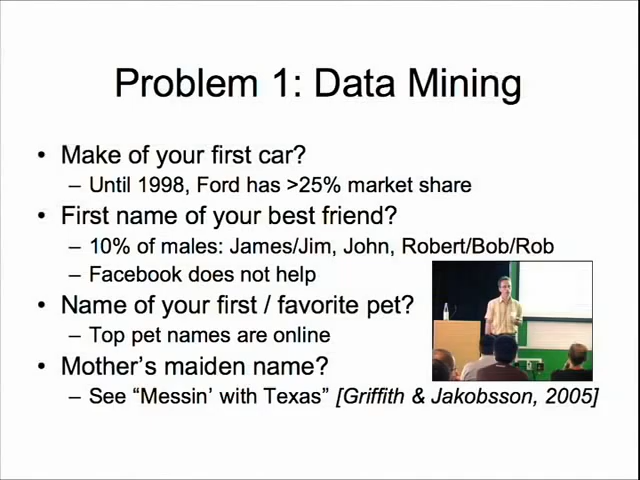 Problem 1: Data Mining
• Make of your first car?
– Until 1998, Ford has >25% market share
• First name of your best friend?
– 10% of males: James/Jim, John, Robert/Bob/Rob
– Facebook does not help
• Name of your first / favorite pet?
– Top pet names are online
• Mother's maiden name?
– See “Messin' with Texas” [Griffith & Jakobsson, 2005]